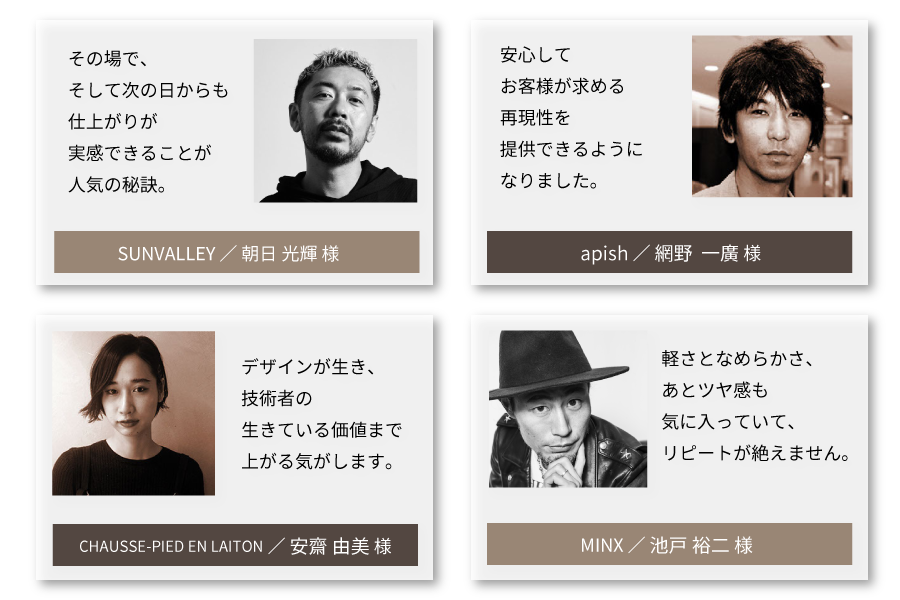 その場で、
そして次の日からも
仕上がりが
実感できることが
人気の秘訣。
SUNVALLEY／朝日 光輝 様
安心して
お客様が求める
再現性を
提供できるように
なりました。
apish／網野 一廣 様
デザインが生き、
技術者の
生きている価値まで
上がる気がします。
CHAUSSE-PIED EN LAITON／安齋 由美 様
軽さとなめらかさ、
あとツヤ感も
気に入っていて、
リピートが絶えません。
MINX／池戸 裕二 様